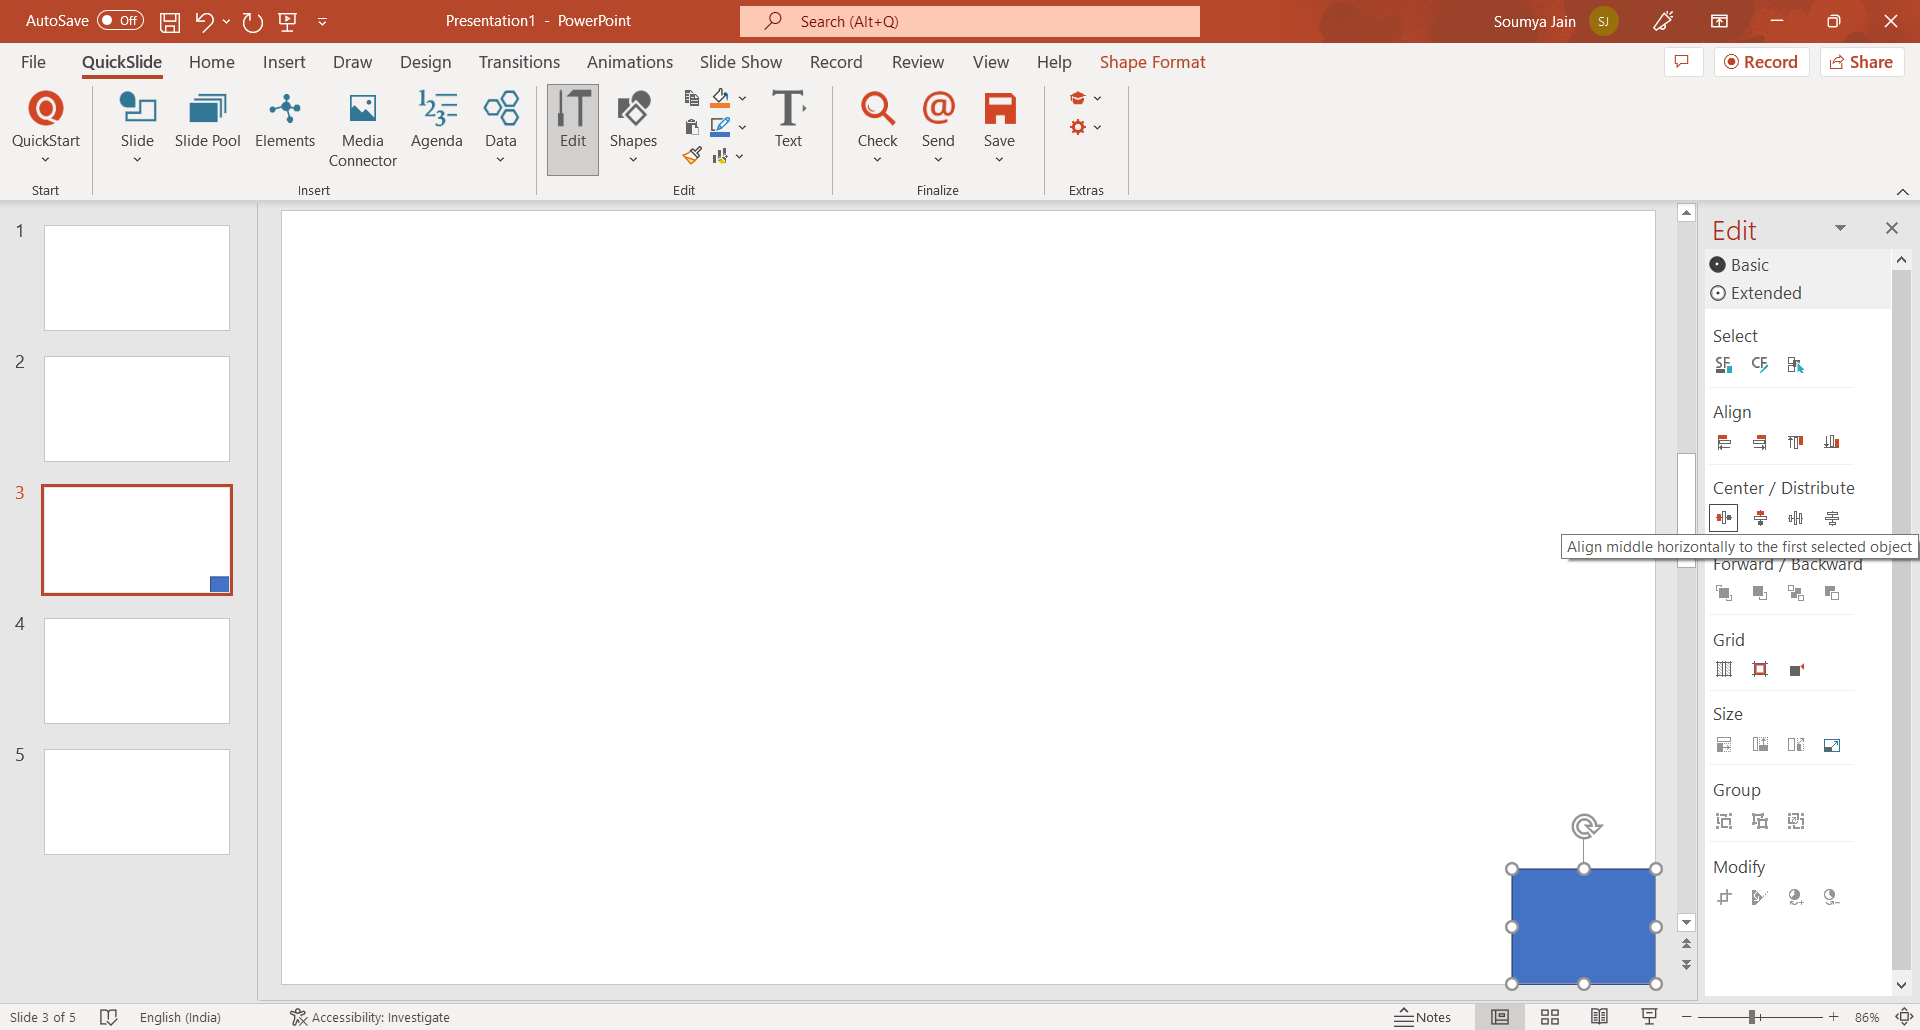 AutoSave Off Presentation1 - PowerPoint Search (Alt+Q) Soumya Jain SJ
File QuickSlide Home Insert Draw Design Transitions Animations Slide Show Record Review View Help Shape Format Record Share
QuickStart Slide Slide Pool Elements Media Connector Agenda Data Edit Shapes Text Check Send Save
Start Insert Edit Finalize Extras
1
2
3
4
5
Edit
Basic
Extended
Select
SF CF
Align
Center / Distribute
Align middle horizontally to the first selected object
Forward / Backward
Grid
Size
Group
Modify
Slide 3 of 5 English (India) Accessibility: Investigate Notes 86%